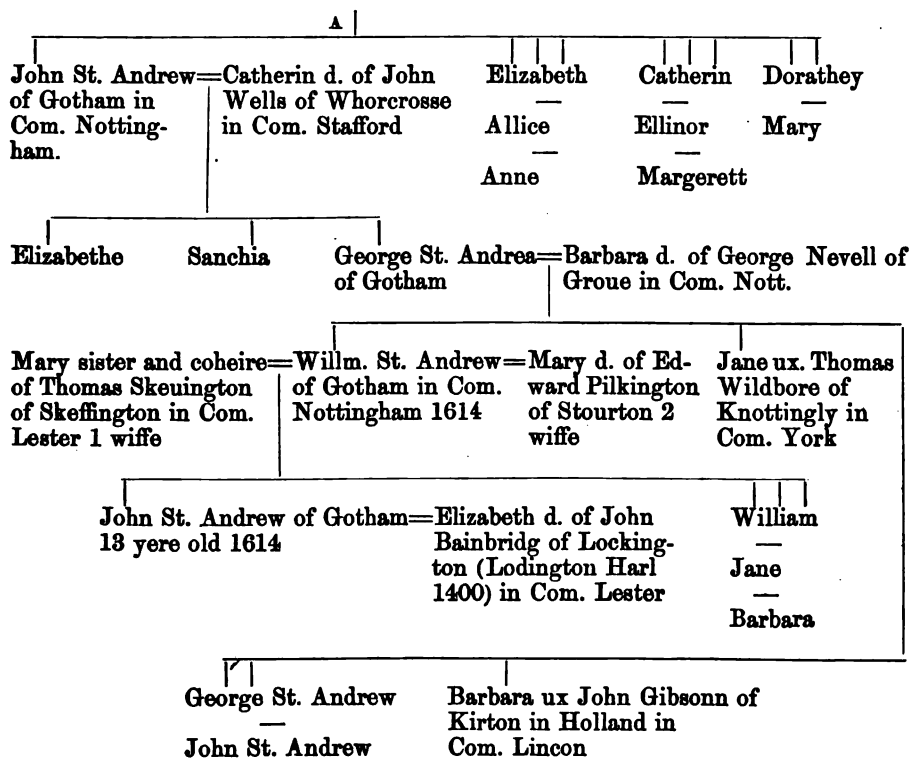 A
John St. Andrew=Catherin d. of John
of Gotham in
Com. Notting-
ham.
Wells of Whorcrosse
in Com. Stafford
Elizabeth
—
Allice
—
Anne
Catherin
—
Ellinor
—
Margerett
Dorathey
—
Mary
Elizabethe
Sanchia
George St. Andrea=Barbara d. of George Nevell of
of Gotham
Groue in Com. Nott.
Mary sister and coheire=Willm. St. Andrew=Mary d. of Ed-
of Thomas Skeuington
of Skeffington in Com.
Lester 1 wiffe
of Gotham in Com.
Nottingham 1614
ward Pilkington
of Stourton 2
wiffe
Jane ux. Thomas
Wildbore of
Knottingly in
Com. York
John St. Andrew of Gotham=Elizabeth d. of John
13 yere old 1614
Bainbridg of Locking-
ton (Lodington Harl
1400) in Com. Lester
William
—
Jane
—
Barbara
George St. Andrew
—
John St. Andrew
Barbara ux John Gibsonn of
Kirton in Holland in
Com. Lincon